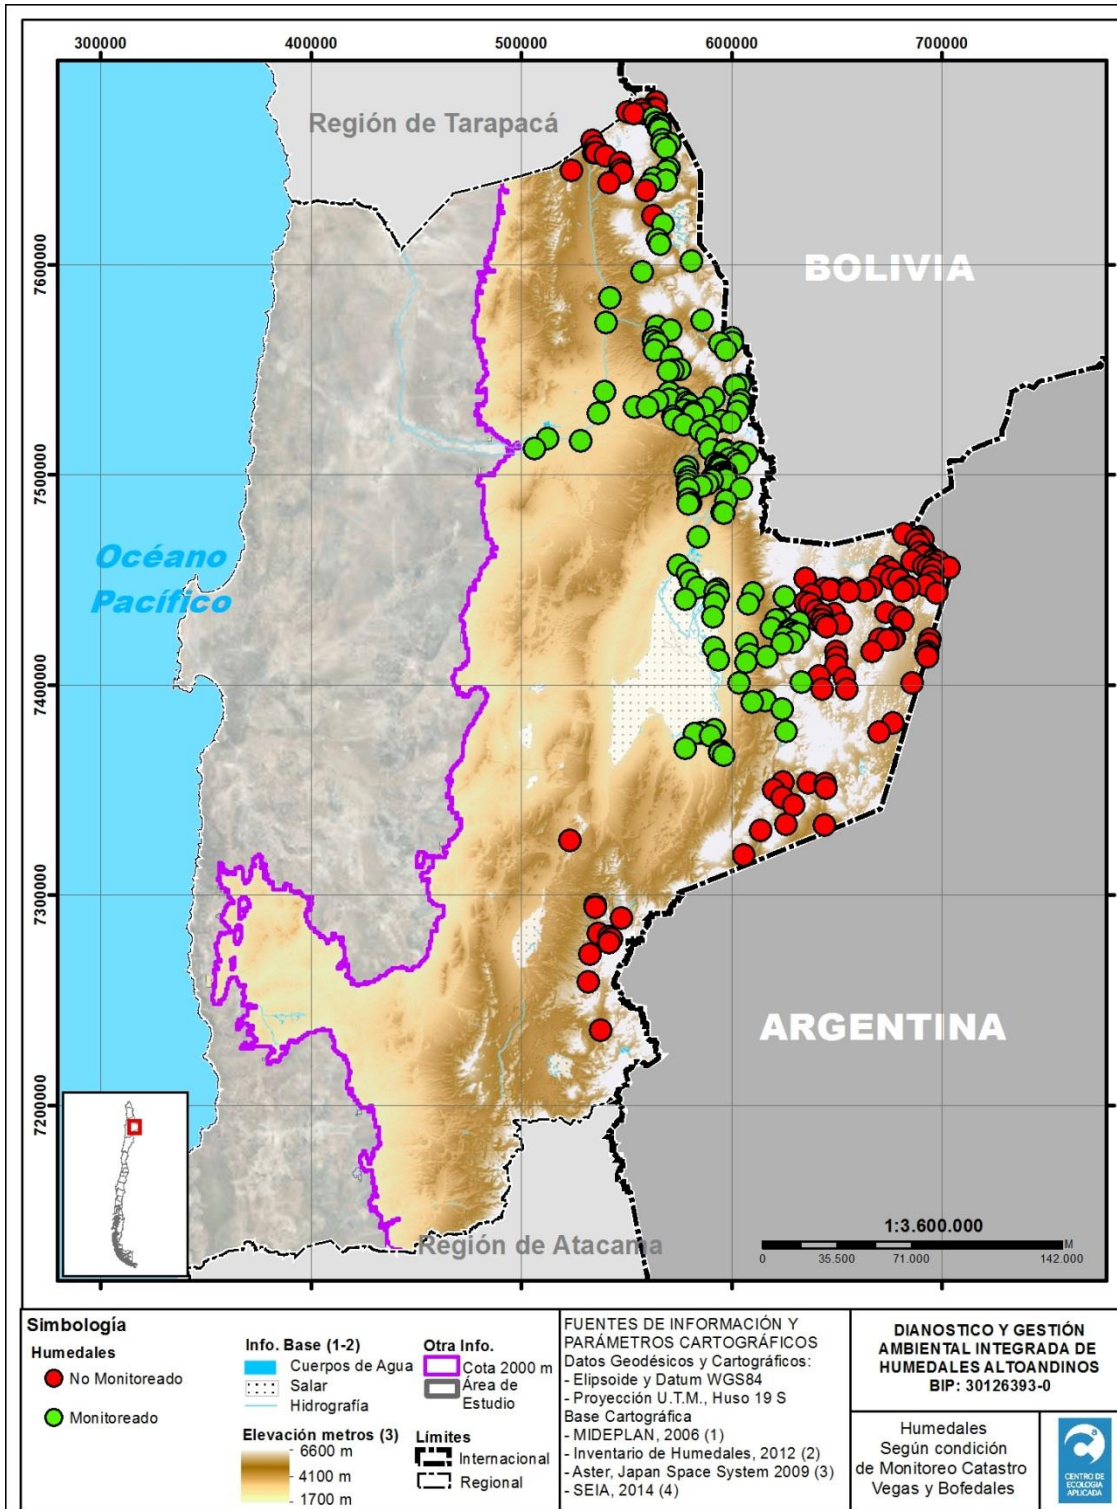 300000 400000 500000 600000 700000
Región de Tarapacá
7600000
BOLIVIA
7500000
Océano
Pacífico
7400000
7300000
ARGENTINA
7200000
1:3.600.000
M
0 35.500 71.000 142.000
Región de Atacama
Simbología
Humedales
No Monitoreado
Monitoreado
Info. Base (1-2)
Cuerpos de Agua
Salar
Hidrografía
Elevación metros (3)
6600 m
4100 m
1700 m
Otra Info.
Cota 2000 m
Área de
Estudio
Límites
Internacional
Regional
FUENTES DE INFORMACIÓN Y
PARÁMETROS CARTOGRÁFICOS
Datos Geodésicos y Cartográficos:
- Elipsoide y Datum WGS84
- Proyección U.T.M., Huso 19 S
Base Cartográfica
- MIDEPLAN, 2006 (1)
- Inventario de Humedales, 2012 (2)
- Aster, Japan Space System 2009 (3)
- SEIA, 2014 (4)
DIANOSTICO Y GESTIÓN
AMBIENTAL INTEGRADA DE
HUMEDALES ALTOANDINOS
BIP: 30126393-0
Humedales
Según condición
de Monitoreo Catastro
Vegas y Bofedales
CENTRO DE
ECOLOGIA
APLICADA